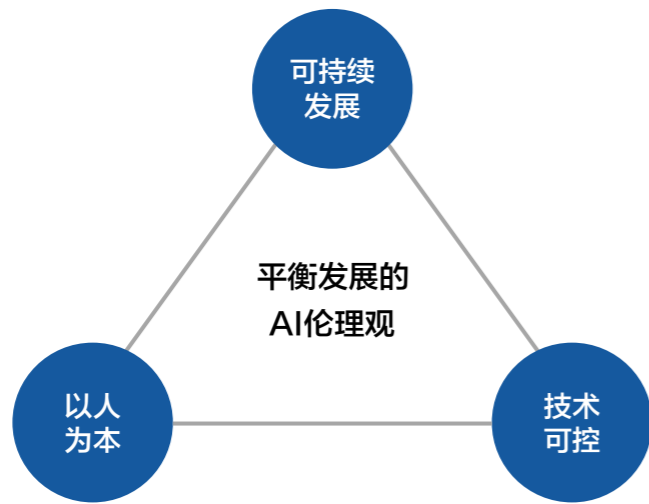 可持续
发展
平衡发展的
AI伦理观
以人
为本
技术
可控